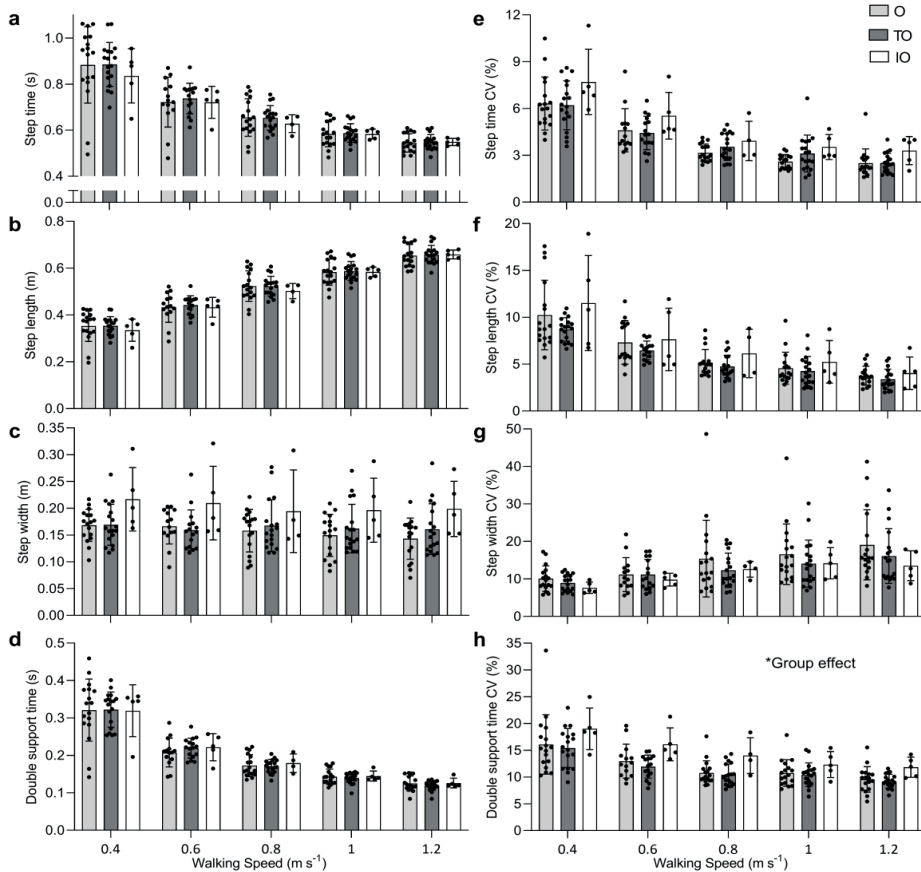 a
Step time (s)
1.0
0.8
0.6
0.4
0.0
b
Step length (m)
0.8
0.6
0.4
0.2
0.0
c
Step width (m)
0.35
0.30
0.25
0.20
0.15
0.10
0.05
0.00
d
Double support time (s)
0.5
0.4
0.3
0.2
0.1
0.0
0.4 0.6 0.8 1 1.2
Walking Speed (m s⁻¹)
e
Step time CV (%)
12
9
6
3
0
O
TO
IO
f
Step length CV (%)
20
15
10
5
0
g
Step width CV (%)
50
40
30
20
10
0
h
Double support time CV (%)
35
30
25
20
15
10
5
0
*Group effect
0.4 0.6 0.8 1 1.2
Walking Speed (m s⁻¹)